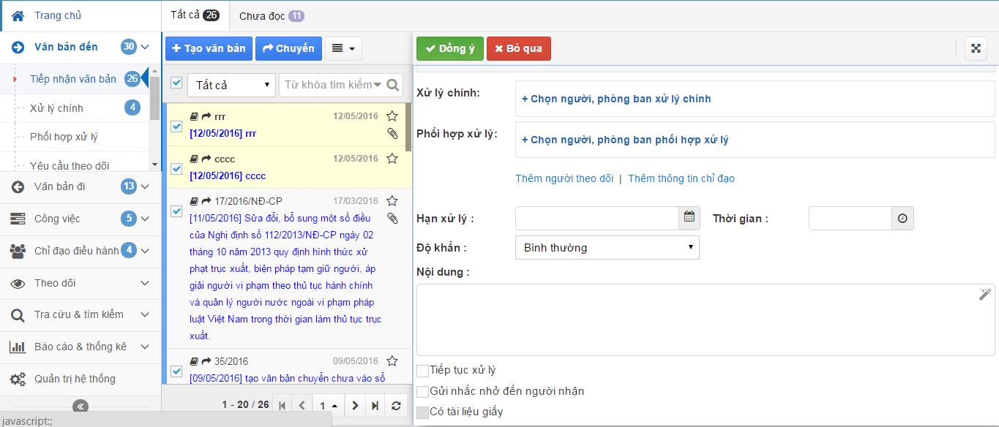 Trang chủ
Văn bản đến 30
Tiếp nhận văn bản 26
Xử lý chính 4
Phối hợp xử lý
Yêu cầu theo dõi
Văn bản đi 13
Công việc 5
Chỉ đạo điều hành 4
Theo dõi
Tra cứu & tìm kiếm
Báo cáo & thống kê
Quản trị hệ thống
javascript:;
Tất cả 26 Chưa đọc 11
Tạo văn bản Chuyển
Tất cả Từ khóa tìm kiếm
rrr 12/05/2016
[12/05/2016] rrr
cccc 12/05/2016
[12/05/2016] cccc
17/2016/NĐ-CP 17/03/2016
[11/05/2016] Sửa đổi, bổ sung một số điều
của Nghị định số 112/2013/NĐ-CP ngày 02
tháng 10 năm 2013 quy định hình thức xử
phạt trục xuất, biện pháp tạm giữ người, áp
giải người vi phạm theo thủ tục hành chính
và quản lý người nước ngoài vi phạm pháp
luật Việt Nam trong thời gian làm thủ tục trục
xuất.
35/2016 09/05/2016
[09/05/2016] tạo văn bản chuyển chưa vào sổ
1 - 20 / 26 1
Đồng ý Bỏ qua
Xử lý chính: + Chọn người, phòng ban xử lý chính
Phối hợp xử lý: + Chọn người, phòng ban phối hợp xử lý
Thêm người theo dõi | Thêm thông tin chỉ đạo
Hạn xử lý : Thời gian :
Độ khẩn : Bình thường
Nội dung :
Tiếp tục xử lý
Gửi nhắc nhở đến người nhận
Có tài liệu giấy